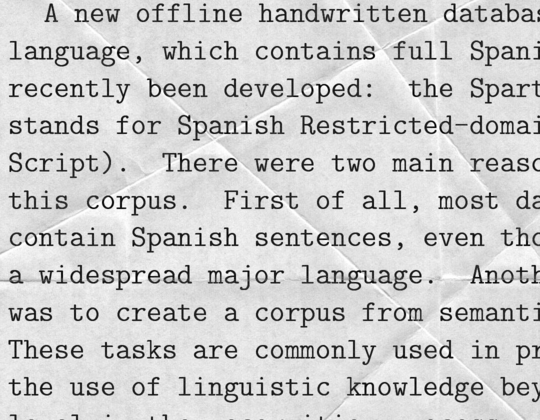 A new offline handwritten databas
language, which contains full Spani
recently been developed: the Spart
stands for Spanish Restricted-domai
Script). There were two main reaso
this corpus. First of all, most da
contain Spanish sentences, even tho
a widespread major language. Anoth
was to create a corpus from semanti
These tasks are commonly used in pr
the use of linguistic knowledge bey